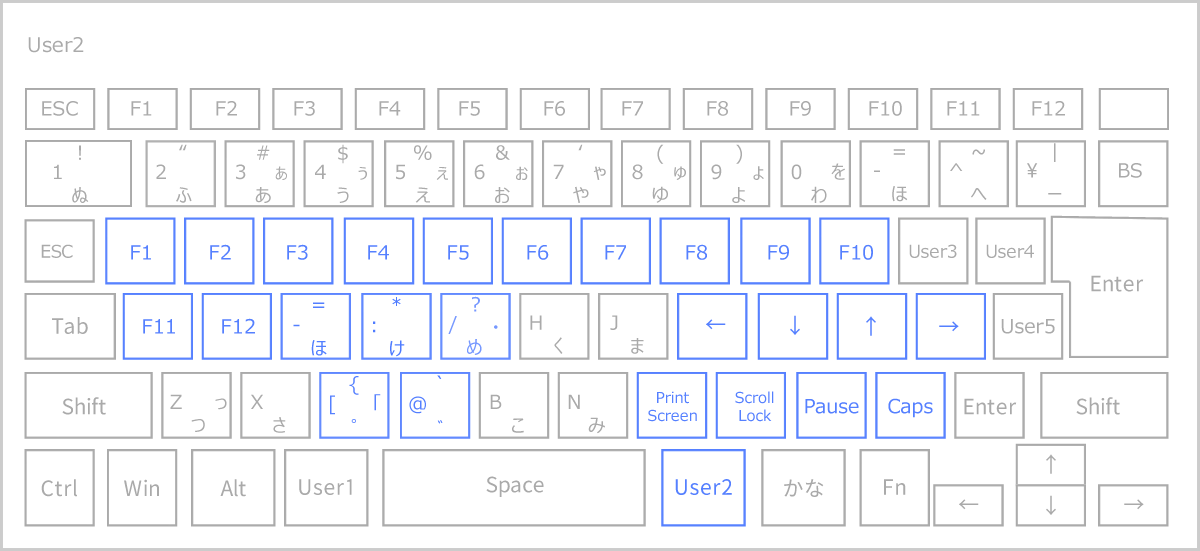 User2
ESC F1 F2 F3 F4 F5 F6 F7 F8 F9 F10 F11 F12
! “ # $ % & ‘ ( ) = ~ |
1 2 3 ぁ 4 ぅ 5 ぇ 6 ぉ 7 ゃ 8 ゅ 9 ょ 0 を - ^ ¥ BS
ぬ ふ あ う え お や ゆ よ わ ほ へ ー
ESC F1 F2 F3 F4 F5 F6 F7 F8 F9 F10 User3 User4 Enter
= * ?
Tab F11 F12 - : / ・ H J ← ↓ ↑ → User5
ほ け め く ま
{ `
Shift Z っ X [ 「 @ B N Print Screen Scroll Lock Pause Caps Enter Shift
つ さ ゜ ゛ こ み
Ctrl Win Alt User1 Space User2 かな Fn ↑
← ↓ →